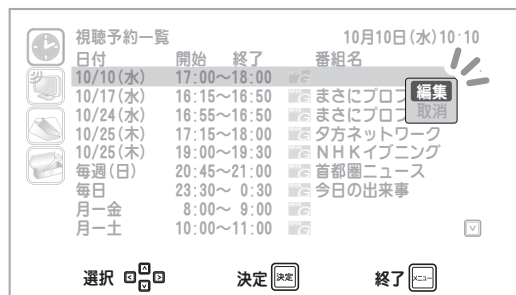 視聴予約一覧 10月10日(水)10:10
日付 開始 終了 番組名
10/10(水) 17:00～18:00
10/17(水) 16:15～16:50 まさにプロフ
10/24(水) 16:55～16:50 まさにプロフ
10/25(木) 17:15～18:00 夕方ネットワーク
10/25(木) 19:00～19:30 NHKイブニング
毎週(日) 20:45～21:00 首都圏ニュース
毎日 23:30～ 0:30 今日の出来事
月ー金 8:00～ 9:00
月ー土 10:00～11:00
編集
取消
選択 決定 決定 終了 メニュー